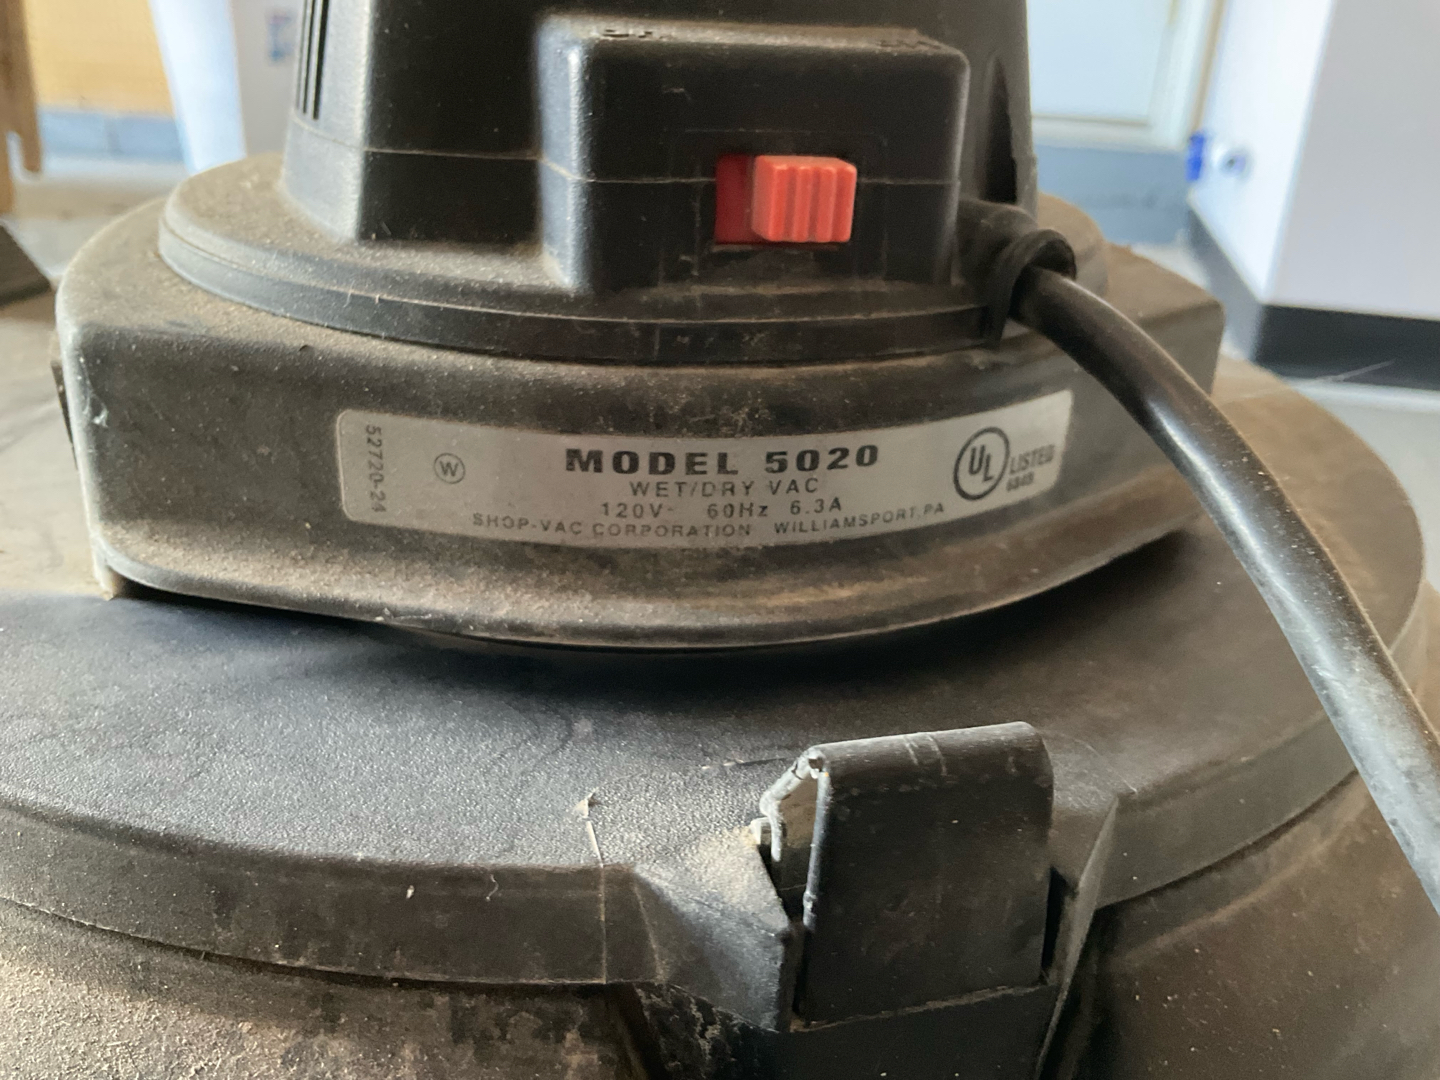 52720-24
W
MODEL 5020
WET/DRY VAC
120V~ 60Hz 6.3A
SHOP-VAC CORPORATION WILLIAMSPORT, PA
UL LISTED